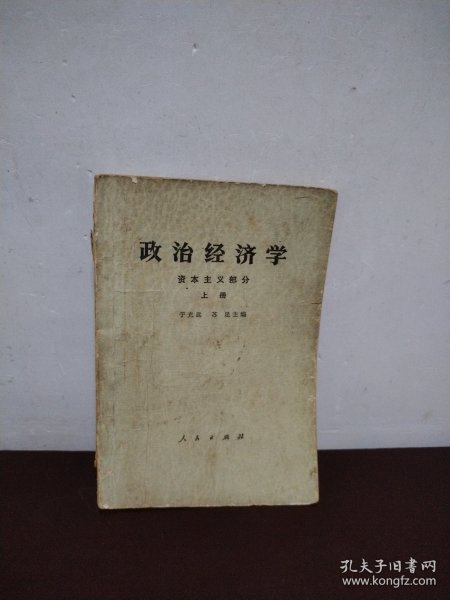 政治经济学
资本主义部分
上册
于光远 苏星主编
人民出版社
孔夫子旧书网
www.kongfz.com